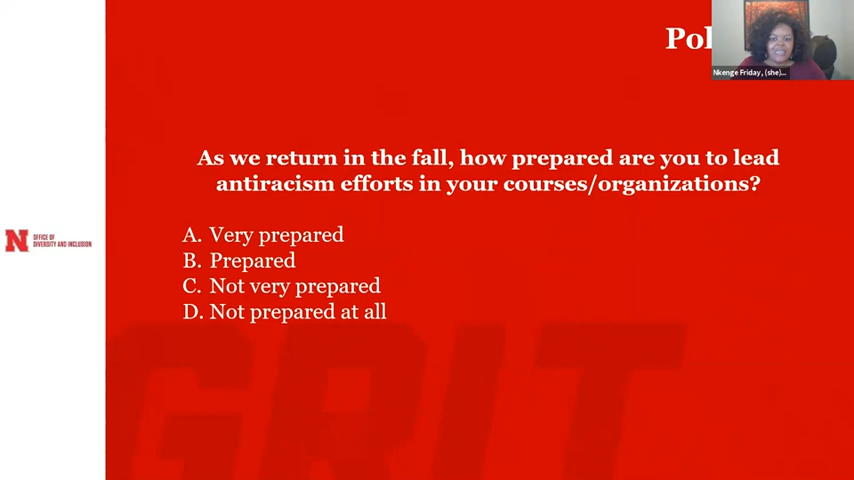 Pol
Nkenge Friday, (she)...
As we return in the fall, how prepared are you to lead
antiracism efforts in your courses/organizations?
A. Very prepared
B. Prepared
C. Not very prepared
D. Not prepared at all
N
OFFICE OF
DIVERSITY AND INCLUSION
GRIT